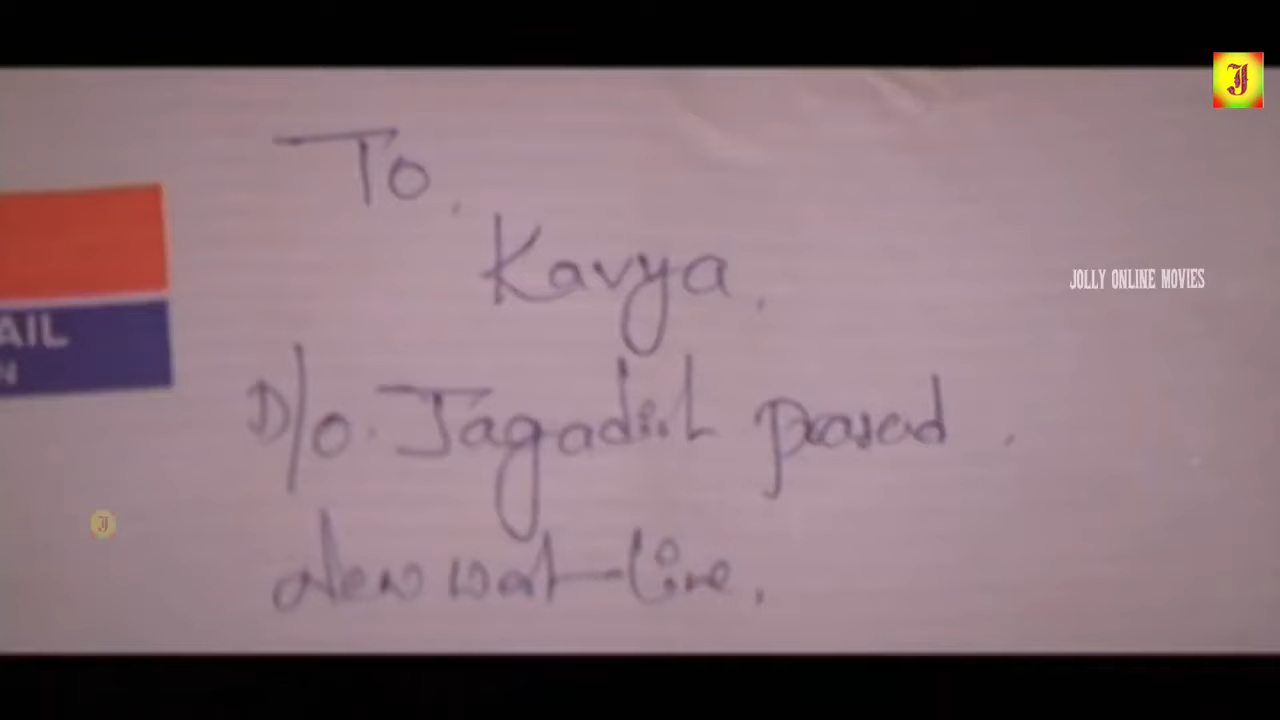 J
To.
Kavya.
JOLLY ONLINE MOVIES
AIL
N
D/o. Jagadish prasad.
New wat-line.
J